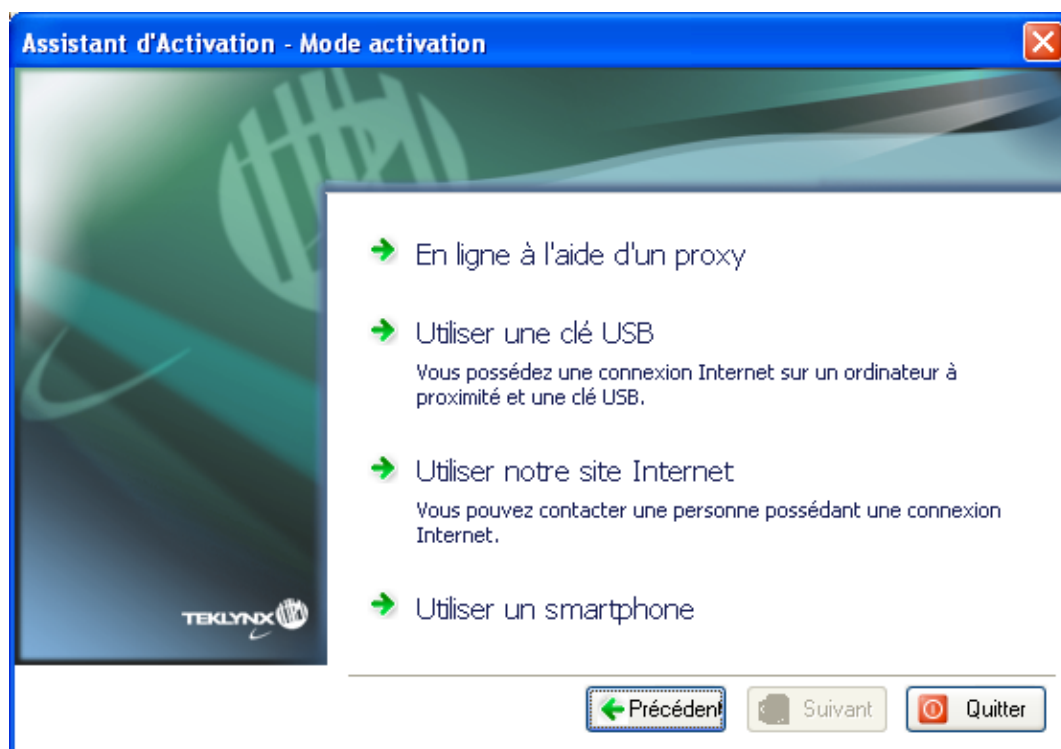 Assistant d'Activation - Mode activation
En ligne à l'aide d'un proxy
Utiliser une clé USB
Vous possédez une connexion Internet sur un ordinateur à
proximité et une clé USB.
Utiliser notre site Internet
Vous pouvez contacter une personne possédant une connexion
Internet.
Utiliser un smartphone
TEKLYNX
Précédent
Suivant
Quitter